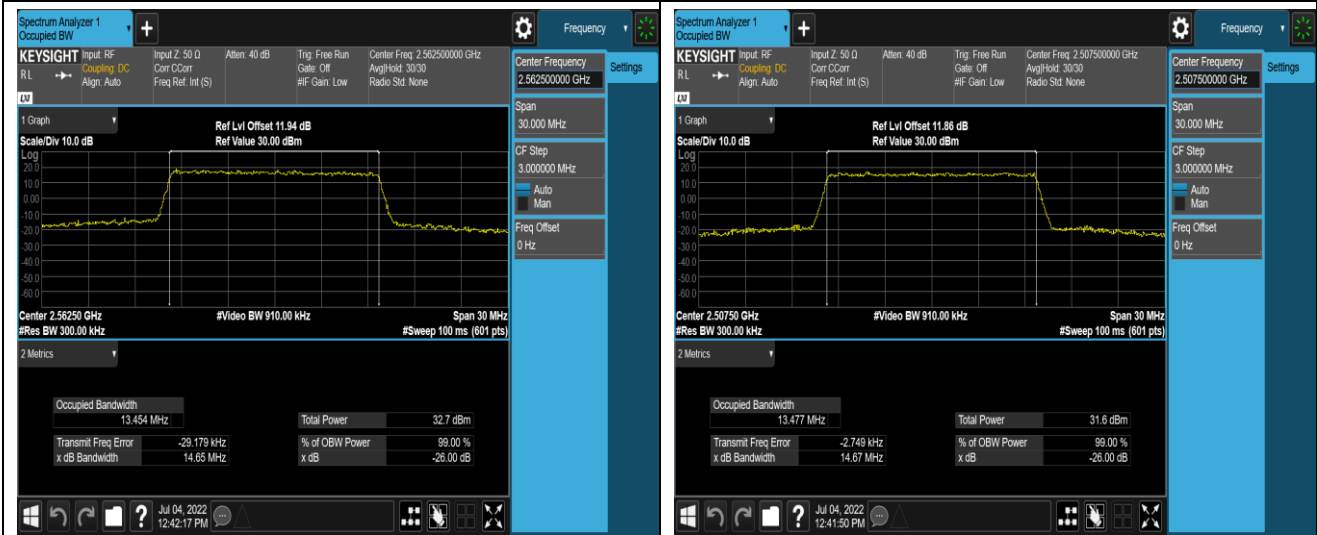 Spectrum Analyzer 1
Occupied BW
+
Frequency
KEYSIGHT
RL
LXI
Input: RF
Coupling: DC
Align: Auto
Input Z: 50 Ω
Corr CCorr
Freq Ref: Int (S)
Atten: 40 dB
Trig: Free Run
Gate: Off
#IF Gain: Low
Center Freq: 2.562500000 GHz
Avg|Hold: 30/30
Radio Std: None
Center Frequency
2.562500000 GHz
Settings
Span
30.000 MHz
CF Step
3.000000 MHz
Auto
Man
Freq Offset
0 Hz
1 Graph
Scale/Div 10.0 dB
Ref Lvl Offset 11.94 dB
Ref Value 30.00 dBm
Log
20.0
10.0
0.00
-10.0
-20.0
-30.0
-40.0
-50.0
-60.0
Center 2.56250 GHz
#Video BW 910.00 kHz
Span 30 MHz
#Res BW 300.00 kHz
#Sweep 100 ms (601 pts)
2 Metrics
Occupied Bandwidth
13.454 MHz
Total Power 32.7 dBm
Transmit Freq Error -29.179 kHz
% of OBW Power 99.00 %
x dB Bandwidth 14.65 MHz
x dB -26.00 dB
?
Jul 04, 2022
12:42:17 PM
Spectrum Analyzer 1
Occupied BW
+
Frequency
KEYSIGHT
RL
LXI
Input: RF
Coupling: DC
Align: Auto
Input Z: 50 Ω
Corr CCorr
Freq Ref: Int (S)
Atten: 40 dB
Trig: Free Run
Gate: Off
#IF Gain: Low
Center Freq: 2.507500000 GHz
Avg|Hold: 30/30
Radio Std: None
Center Frequency
2.507500000 GHz
Settings
Span
30.000 MHz
CF Step
3.000000 MHz
Auto
Man
Freq Offset
0 Hz
1 Graph
Scale/Div 10.0 dB
Ref Lvl Offset 11.86 dB
Ref Value 30.00 dBm
Log
20.0
10.0
0.00
-10.0
-20.0
-30.0
-40.0
-50.0
-60.0
Center 2.50750 GHz
#Video BW 910.00 kHz
Span 30 MHz
#Res BW 300.00 kHz
#Sweep 100 ms (601 pts)
2 Metrics
Occupied Bandwidth
13.477 MHz
Total Power 31.6 dBm
Transmit Freq Error -2.749 kHz
% of OBW Power 99.00 %
x dB Bandwidth 14.67 MHz
x dB -26.00 dB
?
Jul 04, 2022
12:41:50 PM